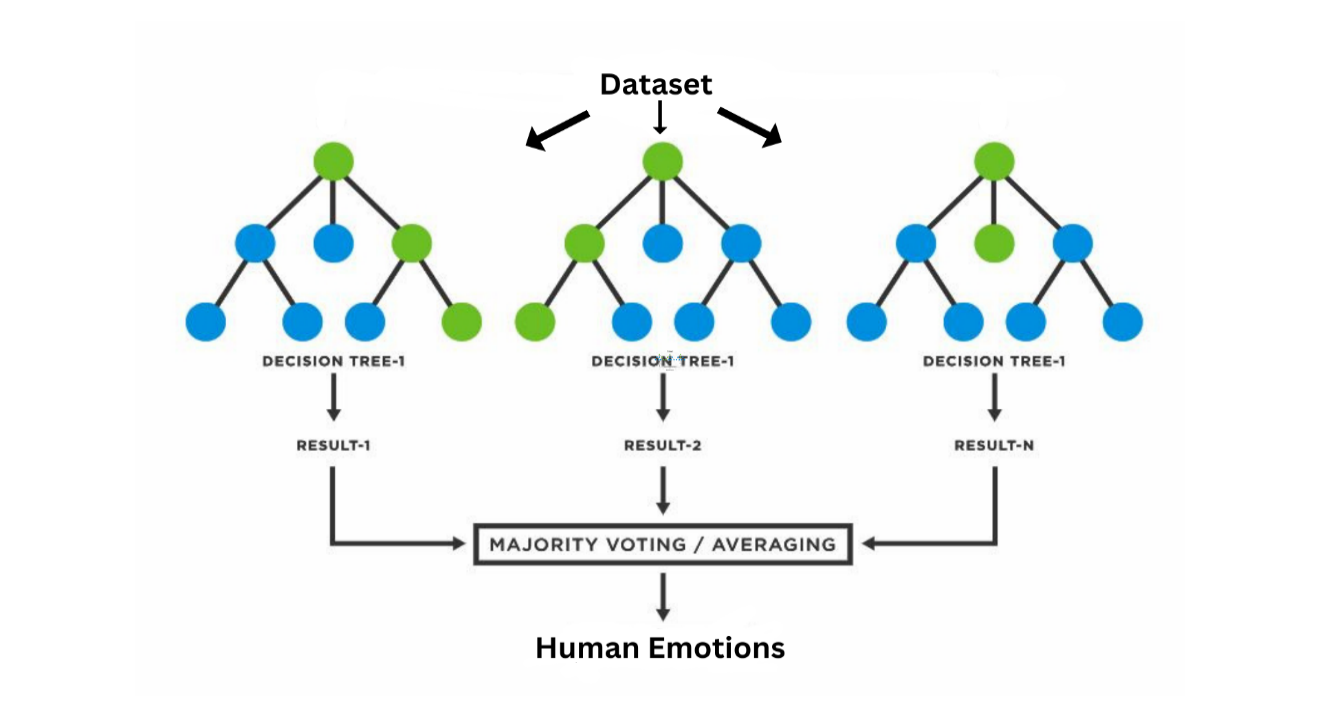 Dataset
DECISION TREE-1
DECISION TREE-1
DECISION TREE-1
RESULT-1
RESULT-2
RESULT-N
MAJORITY VOTING / AVERAGING
Human Emotions